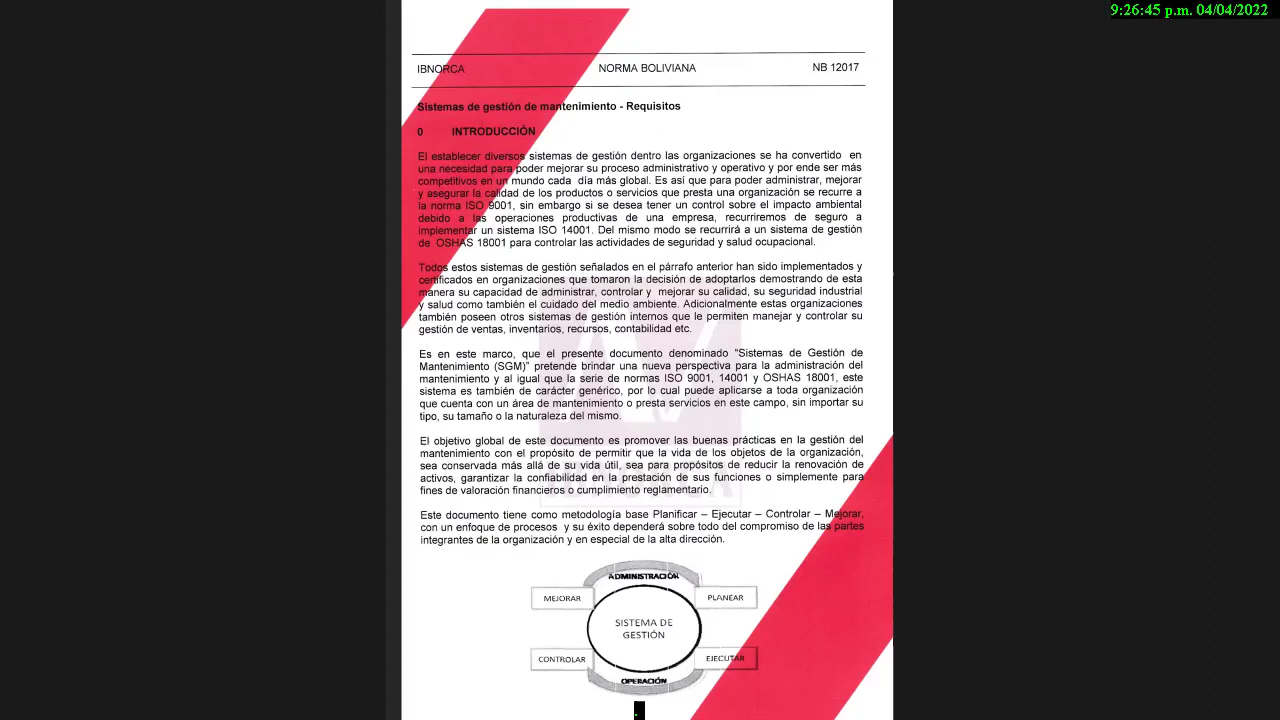 9:26:45 p.m. 04/04/2022
IBNORCA NORMA BOLIVIANA NB 12017
Sistemas de gestión de mantenimiento - Requisitos
0 INTRODUCCIÓN
El establecer diversos sistemas de gestión dentro las organizaciones se ha convertido en
una necesidad para poder mejorar su proceso administrativo y operativo y por ende ser más
competitivos en un mundo cada día más global. Es así que para poder administrar, mejorar
y asegurar la calidad de los productos o servicios que presta una organización se recurre a
la norma ISO 9001, sin embargo si se desea tener un control sobre el impacto ambiental
debido a las operaciones productivas de una empresa, recurriremos de seguro a
implementar un sistema ISO 14001. Del mismo modo se recurrirá a un sistema de gestión
de OSHAS 18001 para controlar las actividades de seguridad y salud ocupacional.
Todos estos sistemas de gestión señalados en el párrafo anterior han sido implementados y
certificados en organizaciones que tomaron la decisión de adoptarlos demostrando de esta
manera su capacidad de administrar, controlar y mejorar su calidad, su seguridad industrial
y salud como también el cuidado del medio ambiente. Adicionalmente estas organizaciones
también poseen otros sistemas de gestión internos que le permiten manejar y controlar su
gestión de ventas, inventarios, recursos, contabilidad etc.
Es en este marco, que el presente documento denominado "Sistemas de Gestión de
Mantenimiento (SGM)" pretende brindar una nueva perspectiva para la administración del
mantenimiento y al igual que la serie de normas ISO 9001, 14001 y OSHAS 18001, este
sistema es también de carácter genérico, por lo cual puede aplicarse a toda organización
que cuenta con un área de mantenimiento o presta servicios en este campo, sin importar su
tipo, su tamaño o la naturaleza del mismo.
El objetivo global de este documento es promover las buenas prácticas en la gestión del
mantenimiento con el propósito de permitir que la vida de los objetos de la organización,
sea conservada más allá de su vida útil, sea para propósitos de reducir la renovación de
activos, garantizar la confiabilidad en la prestación de sus funciones o simplemente para
fines de valoración financieros o cumplimiento reglamentario.
Este documento tiene como metodología base Planificar – Ejecutar – Controlar – Mejorar,
con un enfoque de procesos y su éxito dependerá sobre todo del compromiso de las partes
integrantes de la organización y en especial de la alta dirección.
ADMINISTRACIÓN
MEJORAR PLANEAR
SISTEMA DE
GESTIÓN
CONTROLAR EJECUTAR
OPERACIÓN